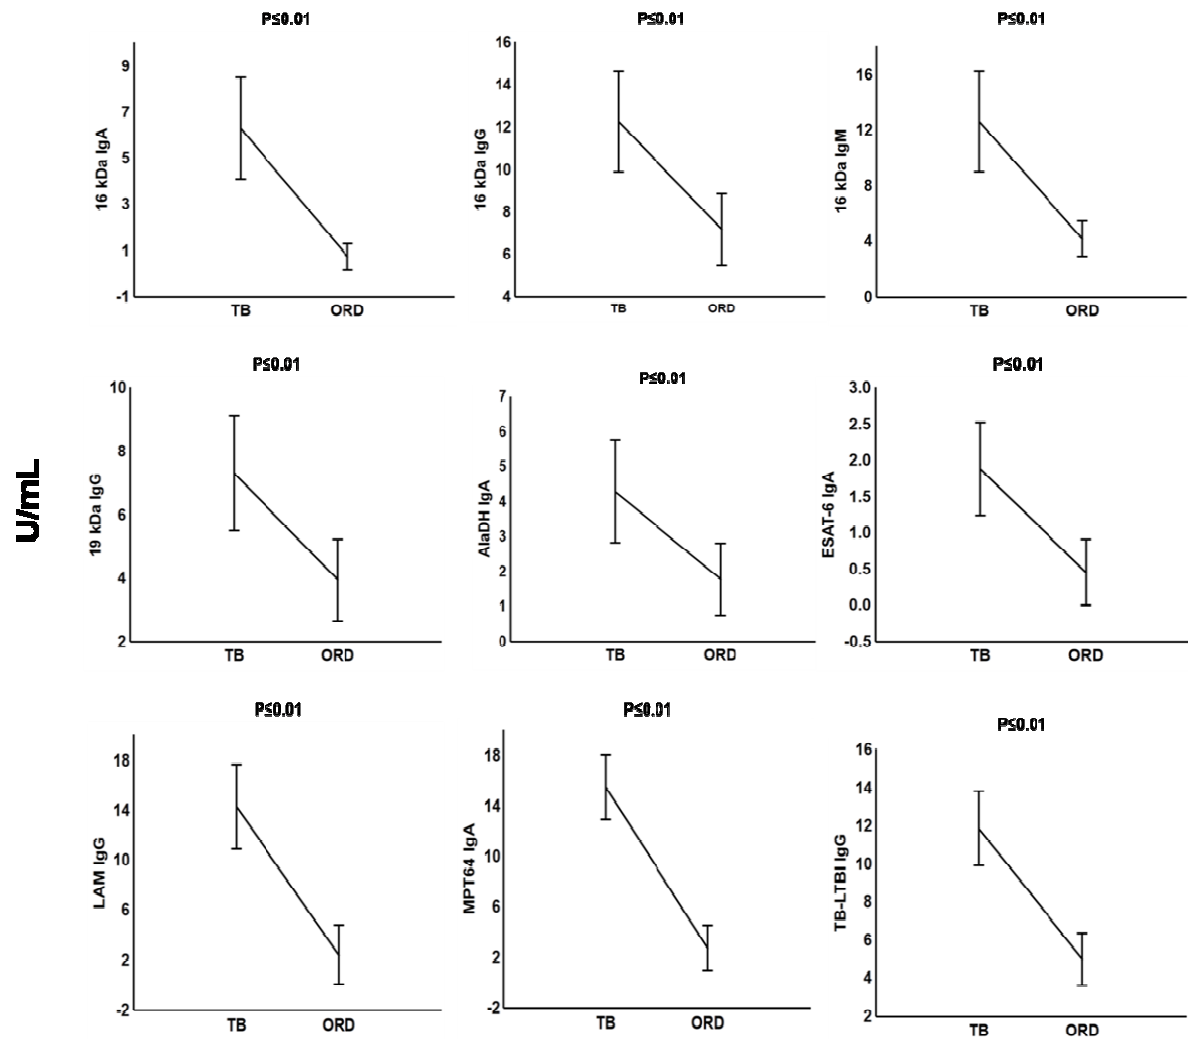 U/mL
P≤0.01
16 kDa IgA
9
7
5
3
1
-1
TB ORD
P≤0.01
16 kDa IgG
16
14
12
10
8
6
4
TB ORD
P≤0.01
16 kDa IgM
16
12
8
4
0
TB ORD
P≤0.01
19 kDa IgG
10
8
6
4
2
TB ORD
P≤0.01
AlaDH IgA
7
6
5
4
3
2
1
0
TB ORD
P≤0.01
ESAT-6 IgA
3.0
2.5
2.0
1.5
1.0
0.5
0.0
-0.5
TB ORD
P≤0.01
LAM IgG
18
14
10
6
2
-2
TB ORD
P≤0.01
MPT64 IgA
18
14
10
6
2
-2
TB ORD
P≤0.01
TB-LTBI IgG
16
14
12
10
8
6
4
2
TB ORD